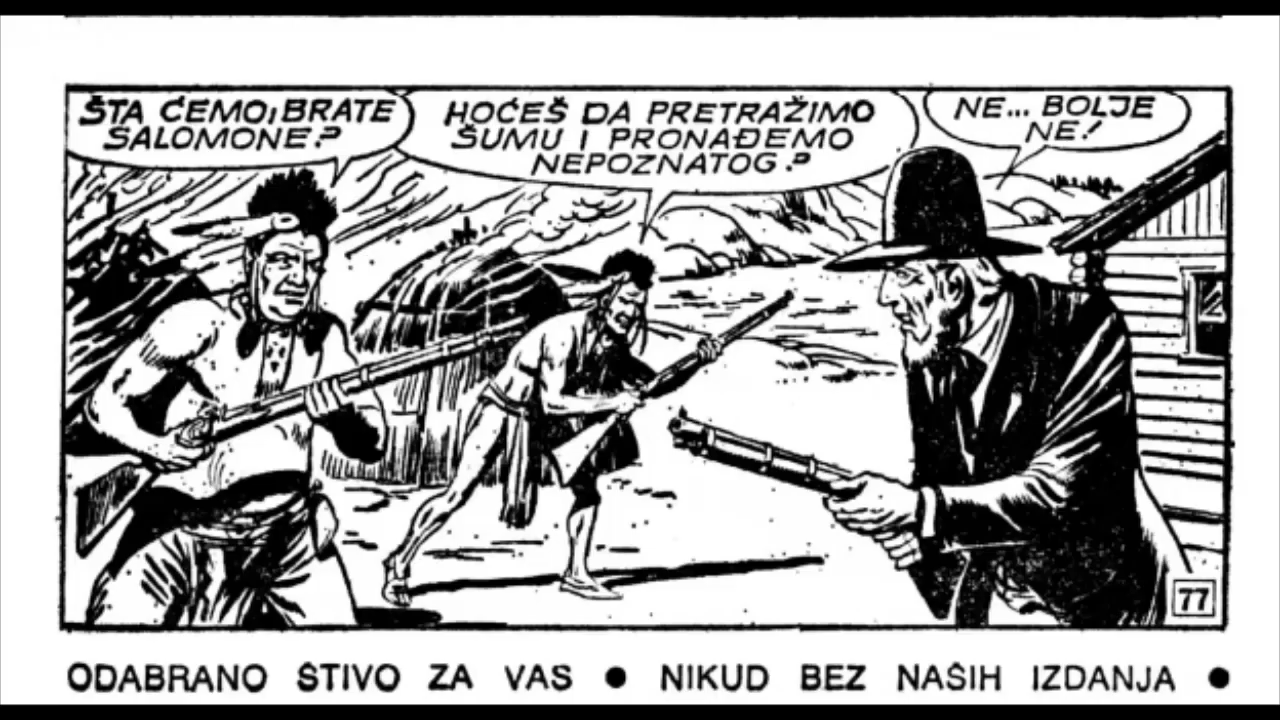 ŠTA ĆEMO, BRATE
SALOMONE?
HOĆEŠ DA PRETRAŽIMO
ŠUMU I PRONAĐEMO
NEPOZNATOG?
NE... BOLJE
NE!
77
ODABRANO ŠTIVO ZA VAS ● NIKUD BEZ NAŠIH IZDANJA ●